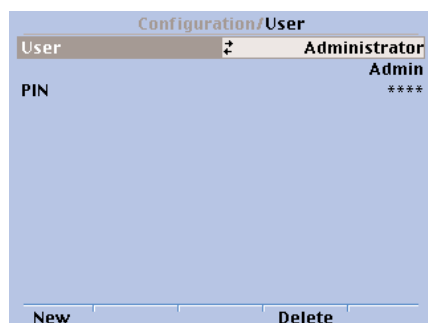 Configuration/User
User Administrator
Admin
PIN ****
New Delete